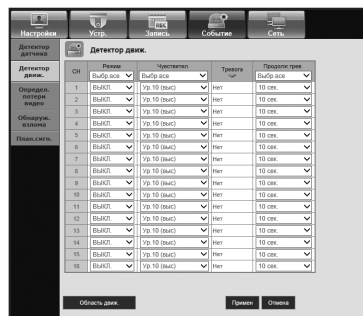 Настройки Устр. Запись Событие Сеть
REC
Детектор датчика
Детектор движ.
Определ. потери видео
Обнаруж. взлома
План.сигн.
Детектор движ.
CH Режим Чувствител. Тревога Продолж.трев.
Выбр.все Выбр.все Выбр.все
1 ВЫКЛ. Ур.10 (выс) Нет 10 сек.
2 ВЫКЛ. Ур.10 (выс) Нет 10 сек.
3 ВЫКЛ. Ур.10 (выс) Нет 10 сек.
4 ВЫКЛ. Ур.10 (выс) Нет 10 сек.
5 ВЫКЛ. Ур.10 (выс) Нет 10 сек.
6 ВЫКЛ. Ур.10 (выс) Нет 10 сек.
7 ВЫКЛ. Ур.10 (выс) Нет 10 сек.
8 ВЫКЛ. Ур.10 (выс) Нет 10 сек.
9 ВЫКЛ. Ур.10 (выс) Нет 10 сек.
10 ВЫКЛ. Ур.10 (выс) Нет 10 сек.
11 ВЫКЛ. Ур.10 (выс) Нет 10 сек.
12 ВЫКЛ. Ур.10 (выс) Нет 10 сек.
13 ВЫКЛ. Ур.10 (выс) Нет 10 сек.
14 ВЫКЛ. Ур.10 (выс) Нет 10 сек.
15 ВЫКЛ. Ур.10 (выс) Нет 10 сек.
16 ВЫКЛ. Ур.10 (выс) Нет 10 сек.
Область движ. Примен Отмена